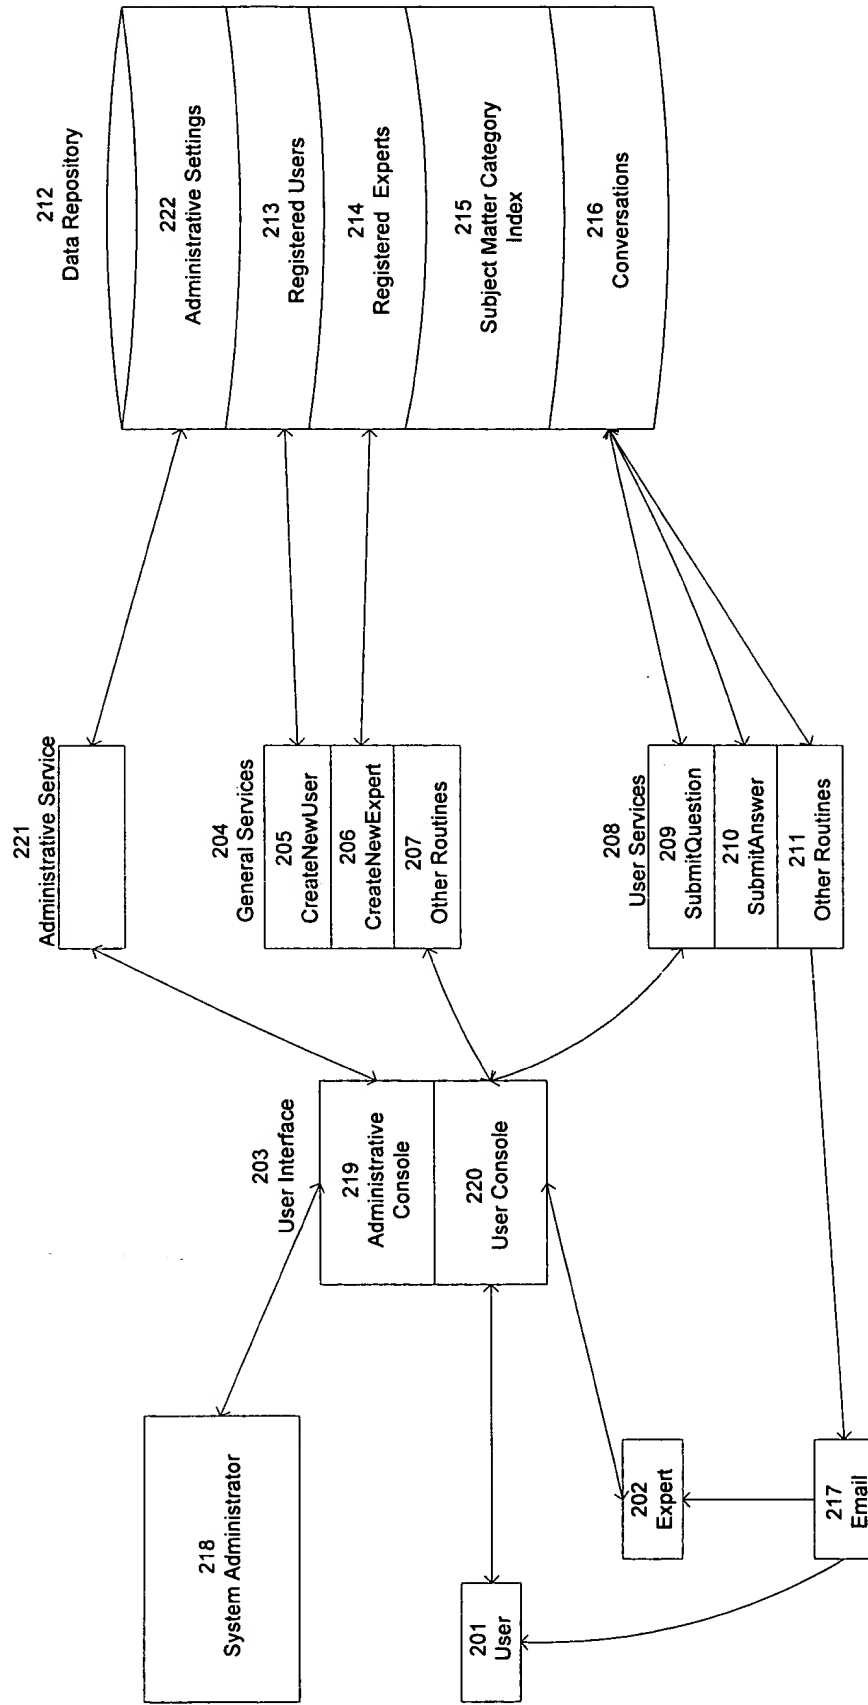 212
Data Repository
222
Administrative Settings
213
Registered Users
214
Registered Experts
215
Subject Matter Category
Index
216
Conversations
221
Administrative Service
204
General Services
205
CreateNewUser
206
CreateNewExpert
207
Other Routines
208
User Services
209
SubmitQuestion
210
SubmitAnswer
211
Other Routines
203
User Interface
219
Administrative
Console
220
User Console
218
System Administrator
201
User
202
Expert
217
Email